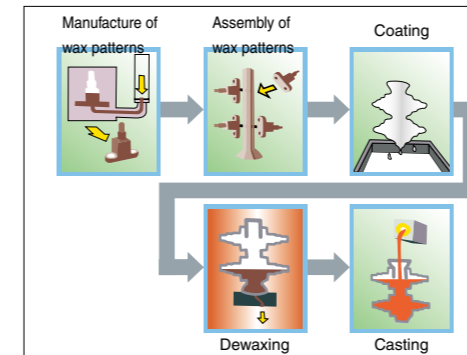 Manufacture of
wax patterns
Assembly of
wax patterns
Coating
Dewaxing
Casting